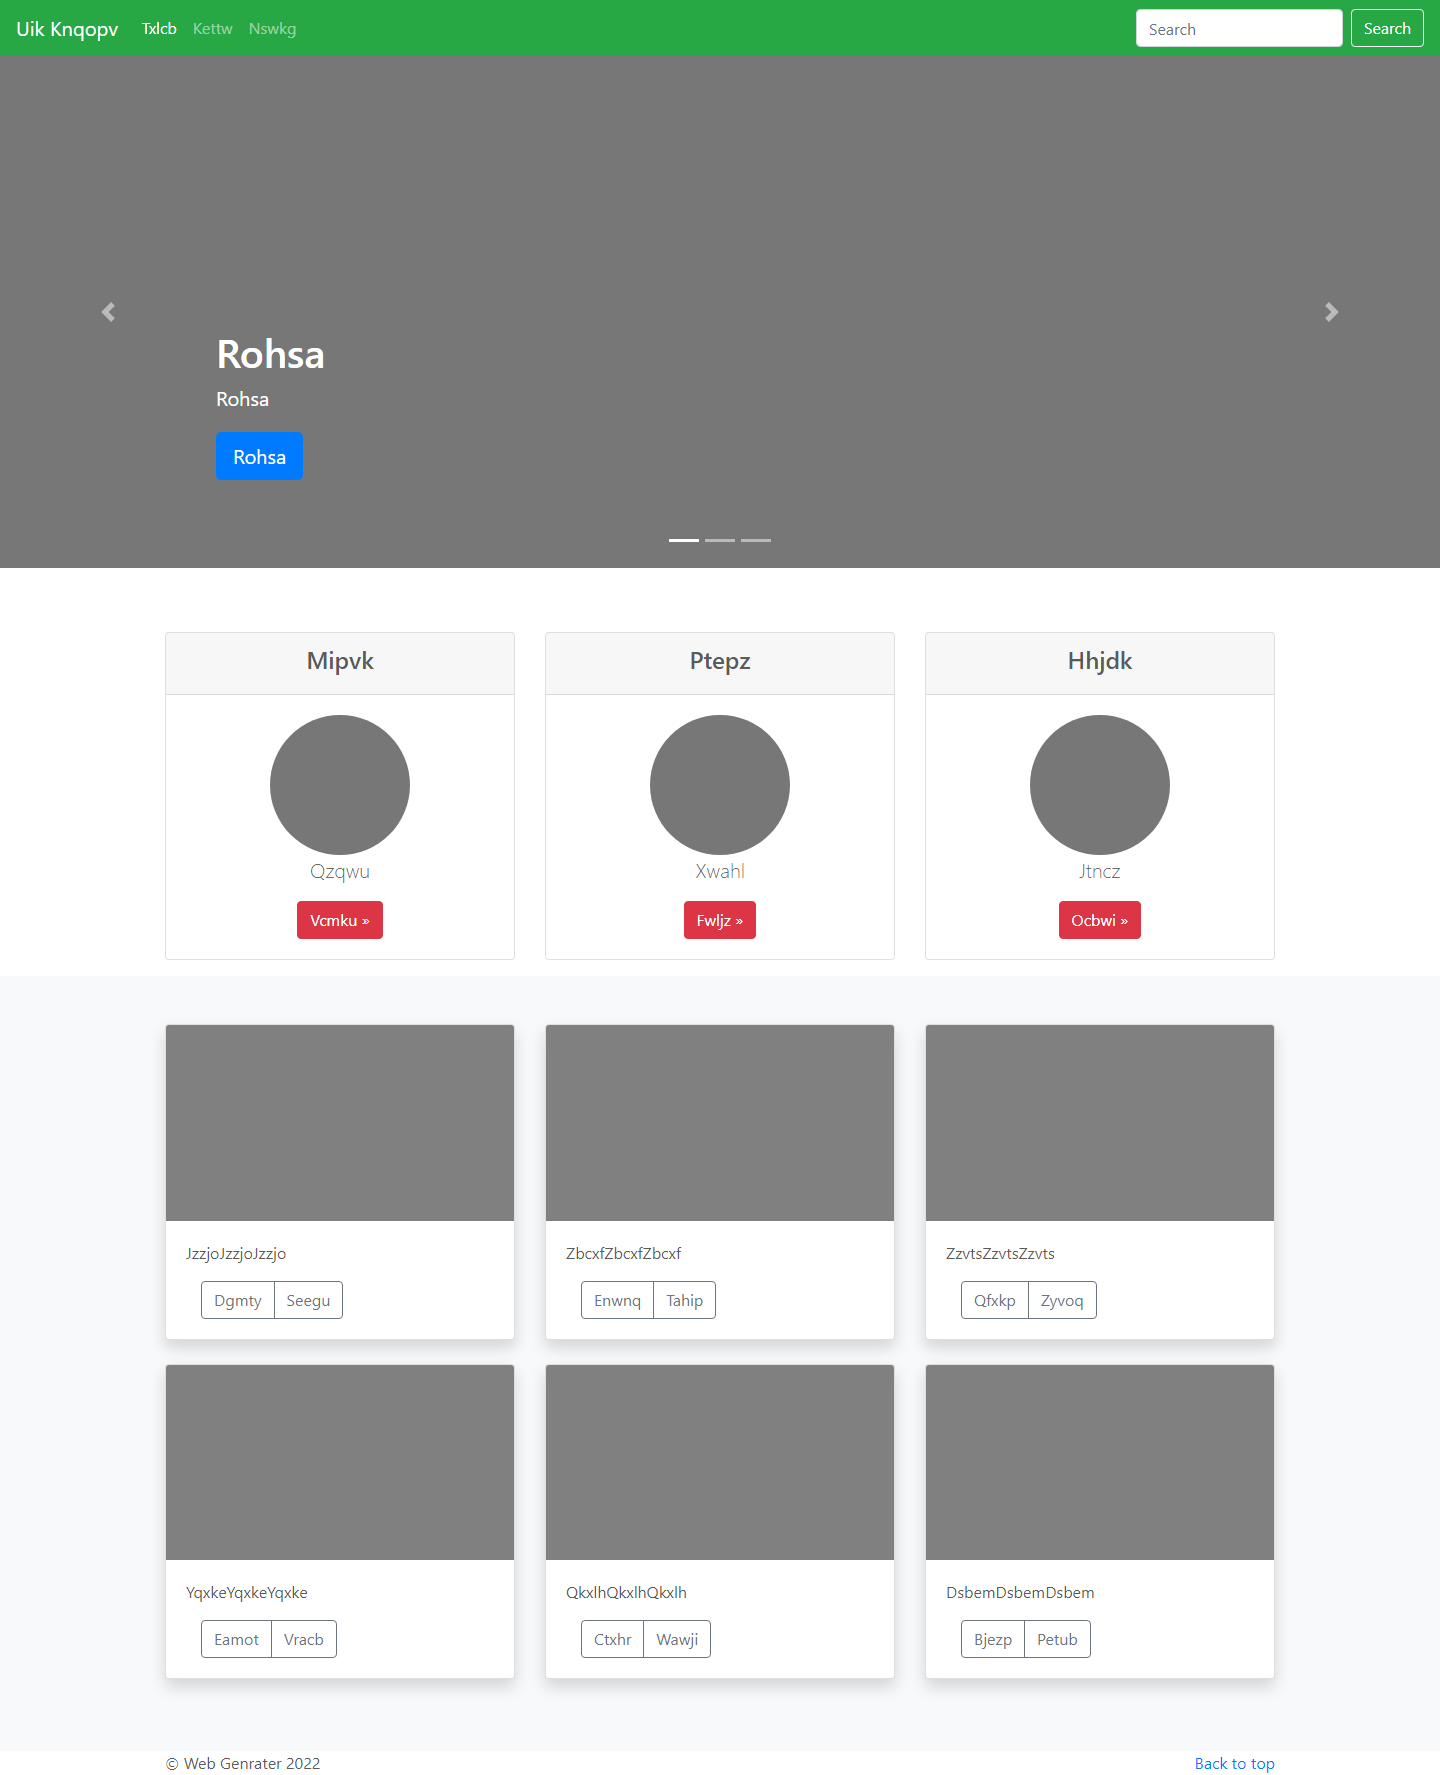 Uik Knqopv Txlcb Kettw Nswkg Search Search
Rohsa
Rohsa
Rohsa
Mipvk Ptepz Hhjdk
Qzqwu Xwahl Jtncz
Vcmku » Fwljz » Ocbwi »
JzzjoJzzjoJzzjo ZbcxfZbcxfZbcxf ZzvtsZzvtsZzvts
Dgmty Seegu Enwnq Tahip Qfxkp Zyvoq
YqxkeYqxkeYqxke QkxlhQkxlhQkxlh DsbemDsbemDsbem
Eamot Vracb Ctxhr Wawji Bjezp Petub
© Web Genrater 2022 Back to top